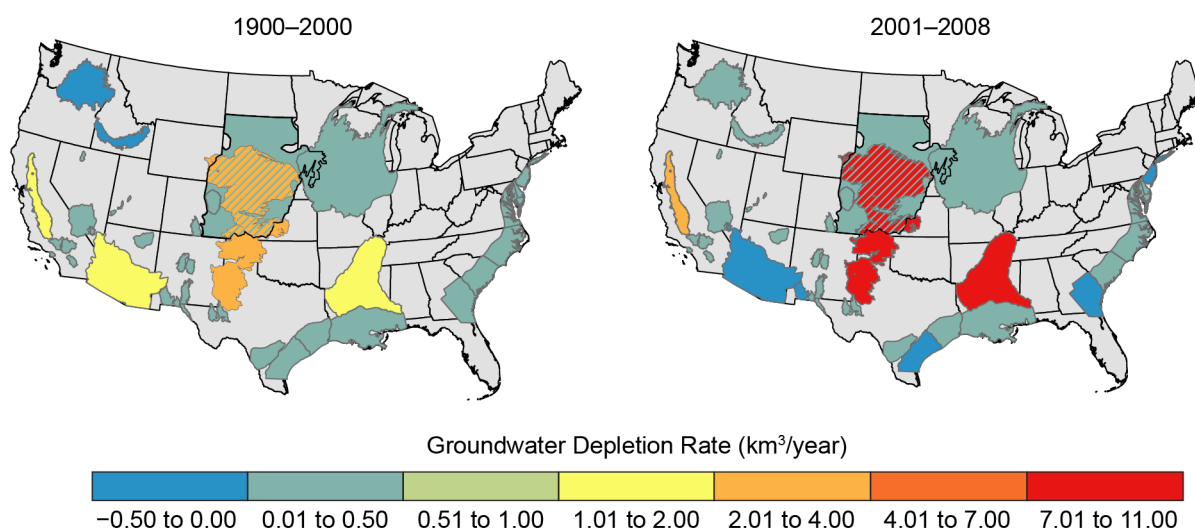 1900–2000
2001–2008
Groundwater Depletion Rate (km³/year)
−0.50 to 0.00
0.01 to 0.50
0.51 to 1.00
1.01 to 2.00
2.01 to 4.00
4.01 to 7.00
7.01 to 11.00